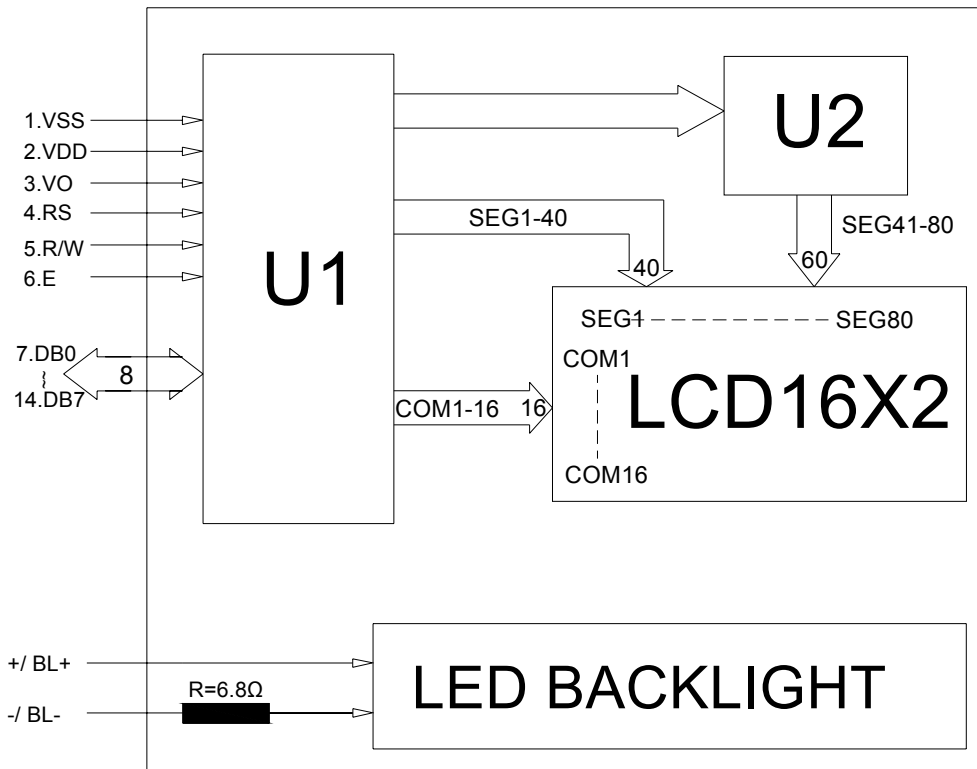 1.VSS
2.VDD
3.VO
4.RS
5.R/W
6.E
7.DB0
~
14.DB7
8
U1
U2
SEG1-40
40
SEG41-80
60
SEG1
SEG80
COM1
LCD16X2
COM1-16 16
COM16
+/ BL+
R=6.8Ω
-/ BL-
LED BACKLIGHT